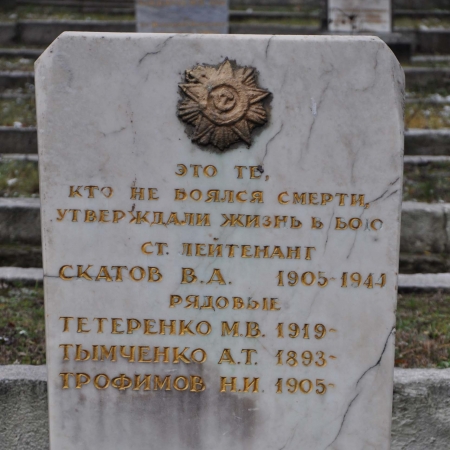 ЭТО ТЕ,
КТО НЕ БОЯЛСЯ СМЕРТИ,
УТВЕРЖДАЛИ ЖИЗНЬ Ь БОЮ
СТ. ЛЕЙТЕНАНГ
СКАТОВ В.А. 1905-1944
РЯДОВЫЕ
ТЕТЕРЕНКО М.В. 1919-
ТЫМЧЕНКО А.Т. 1893-
ТРОФИМОВ Н.И. 1905-